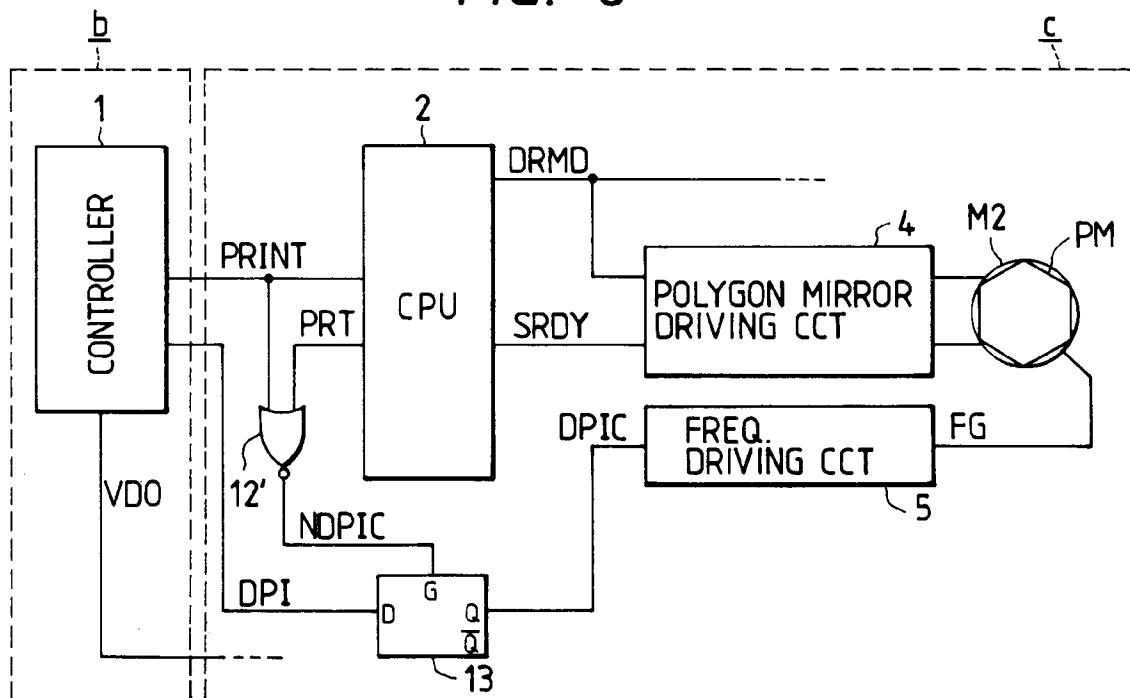 b
c
1
2
DRMD
4
M2
PM
CONTROLLER
PRINT
CPU
POLYGON MIRROR
DRIVING CCT
PRT
SRDY
DPIC
FREQ.
DRIVING CCT
FG
12'
5
VDO
NDPIC
DPI
G
D
Q
Q̅
13